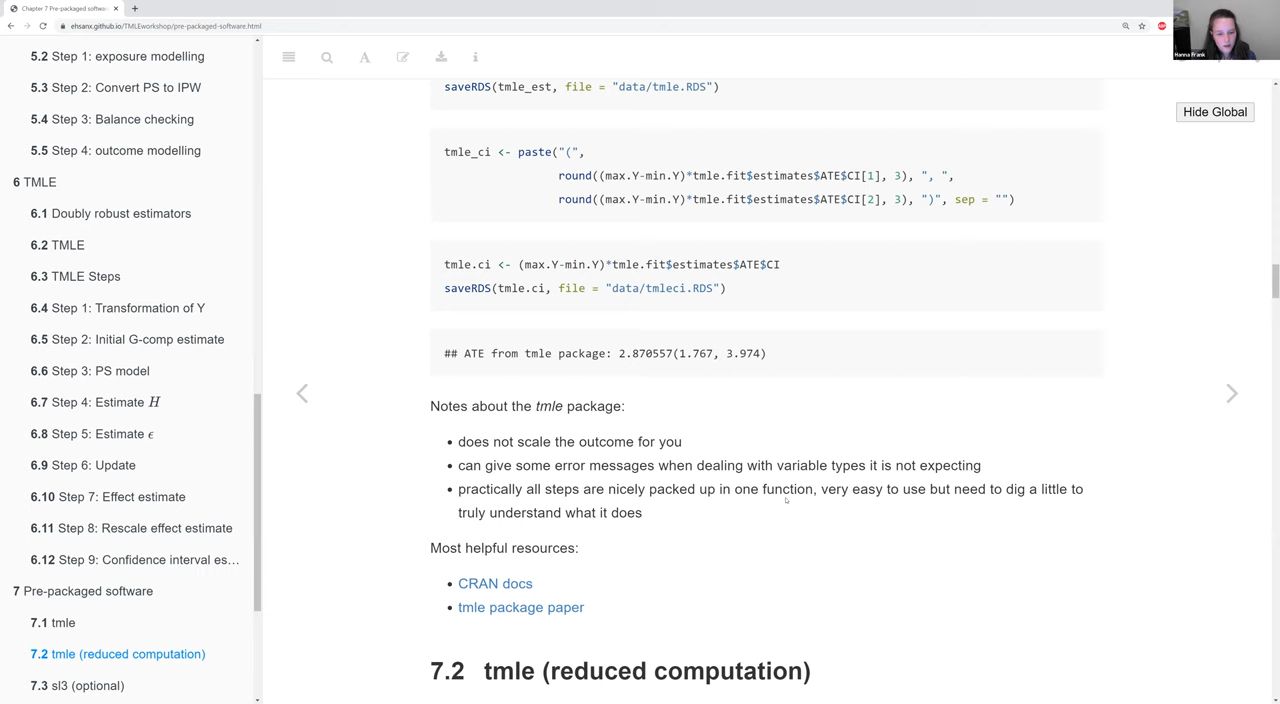 Chapter 7 Pre-packaged softwar
ehsanx.github.io/TMLEworkshop/pre-packaged-software.html
Hanna Frank
5.2 Step 1: exposure modelling
5.3 Step 2: Convert PS to IPW
5.4 Step 3: Balance checking
5.5 Step 4: outcome modelling
6 TMLE
6.1 Doubly robust estimators
6.2 TMLE
6.3 TMLE Steps
6.4 Step 1: Transformation of Y
6.5 Step 2: Initial G-comp estimate
6.6 Step 3: PS model
6.7 Step 4: Estimate H
6.8 Step 5: Estimate ϵ
6.9 Step 6: Update
6.10 Step 7: Effect estimate
6.11 Step 8: Rescale effect estimate
6.12 Step 9: Confidence interval es…
7 Pre-packaged software
7.1 tmle
7.2 tmle (reduced computation)
7.3 sl3 (optional)
Hide Global
saveRDS(tmle_est, file = "data/tmle.RDS")
tmle_ci <- paste("(",
round((max.Y-min.Y)*tmle.fit$estimates$ATE$CI[1], 3), ", ",
round((max.Y-min.Y)*tmle.fit$estimates$ATE$CI[2], 3), ")", sep = "")
tmle.ci <- (max.Y-min.Y)*tmle.fit$estimates$ATE$CI
saveRDS(tmle.ci, file = "data/tmleci.RDS")
## ATE from tmle package: 2.870557(1.767, 3.974)
Notes about the tmle package:
• does not scale the outcome for you
• can give some error messages when dealing with variable types it is not expecting
• practically all steps are nicely packed up in one function, very easy to use but need to dig a little to
truly understand what it does
Most helpful resources:
• CRAN docs
• tmle package paper
7.2 tmle (reduced computation)